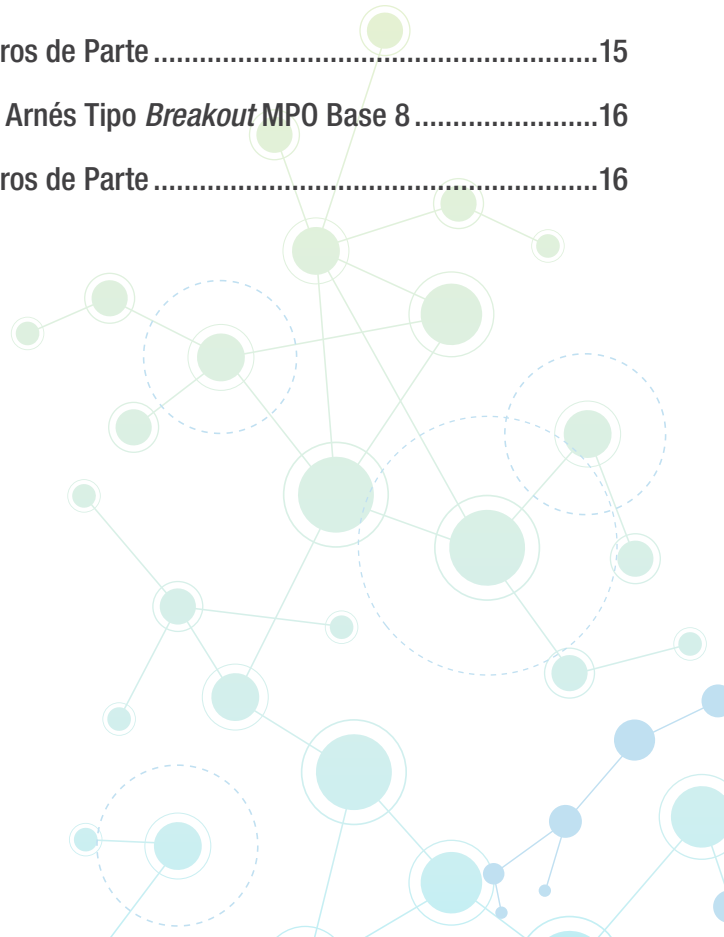 ros de Parte.......................................................15
Arnés Tipo Breakout MPO Base 8.......................16
ros de Parte.......................................................16